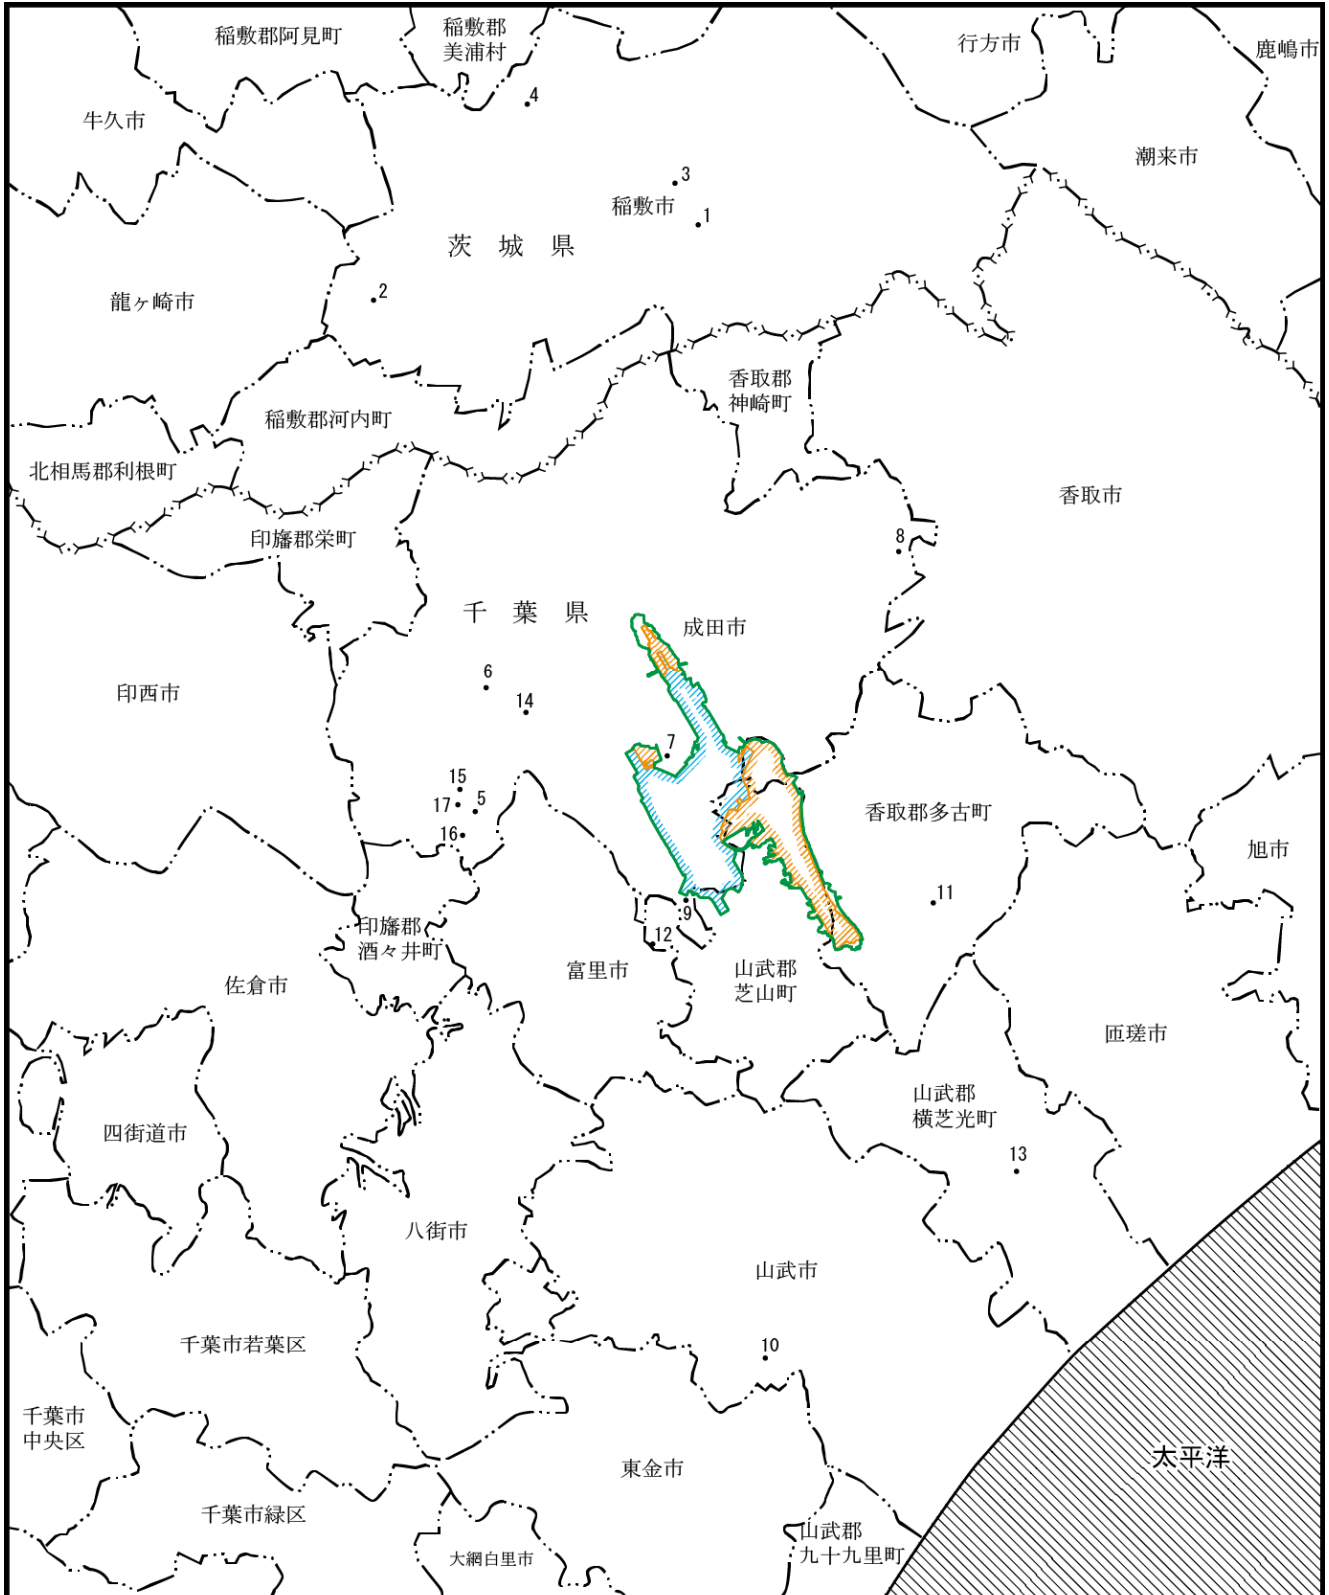 稲敷郡阿見町
稲敷郡
美浦村
行方市
鹿嶋市
牛久市
4
潮来市
3
稲敷市
1
茨城県
2
龍ヶ崎市
香取郡
神崎町
稲敷郡河内町
北相馬郡利根町
香取市
印旛郡栄町
8
千葉県
成田市
6
印西市
14
7
15
17
5
16
香取郡多古町
旭市
11
9
印旛郡
酒々井町
12
富里市
山武郡
芝山町
佐倉市
匝瑳市
山武郡
横芝光町
四街道市
13
八街市
山武市
千葉市若葉区
10
千葉市
中央区
太平洋
東金市
千葉市緑区
山武郡
九十九里町
大網白里市